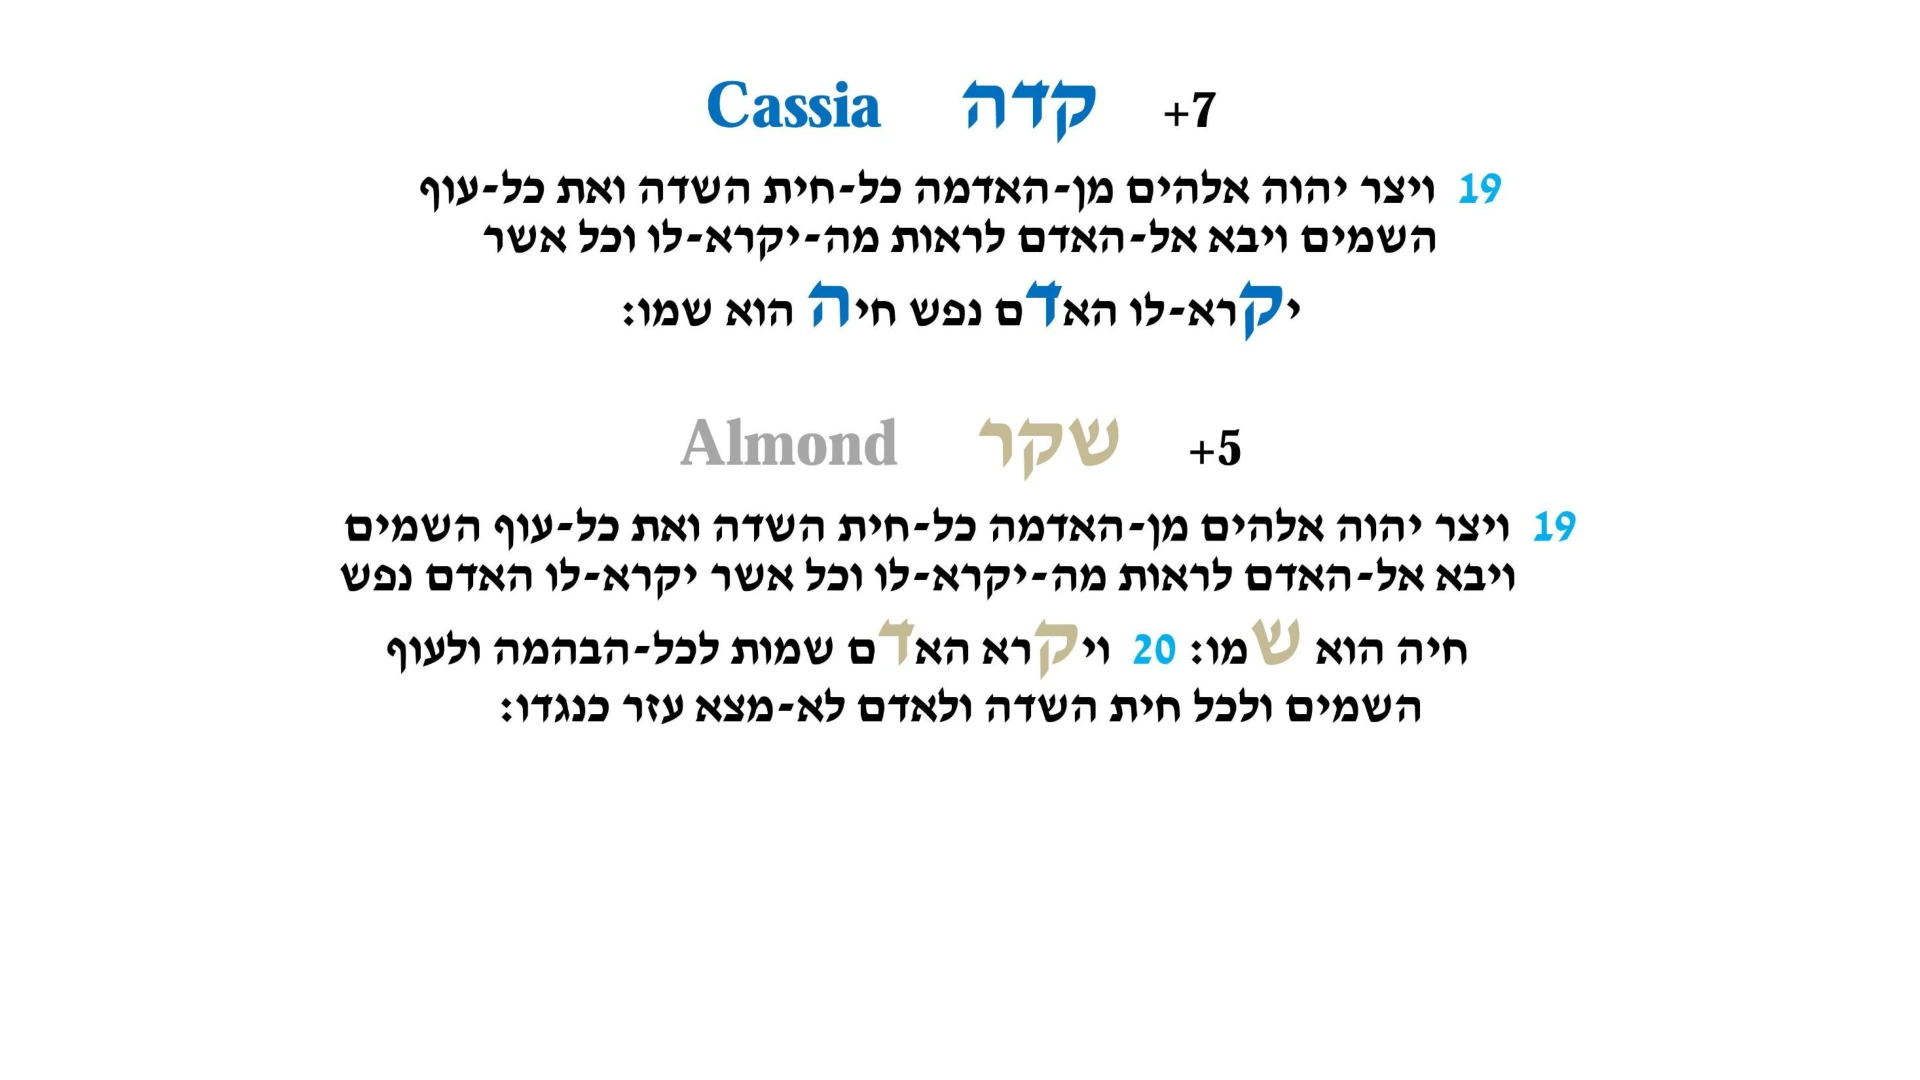 Cassia קדה +7
19 ויצר יהוה אלהים מן-האדמה כל-חית השדה ואת כל-עוף
השמים ויבא אל-האדם לראות מה-יקרא-לו וכל אשר
יקרא-לו האדם נפש חיה הוא שמו:
Almond שקר +5
19 ויצר יהוה אלהים מן-האדמה כל-חית השדה ואת כל-עוף השמים
ויבא אל-האדם לראות מה-יקרא-לו וכל אשר יקרא-לו האדם נפש
חיה הוא שמו: 20 ויקרא האדם שמות לכל-הבהמה ולעוף
השמים ולכל חית השדה ולאדם לא-מצא עזר כנגדו: